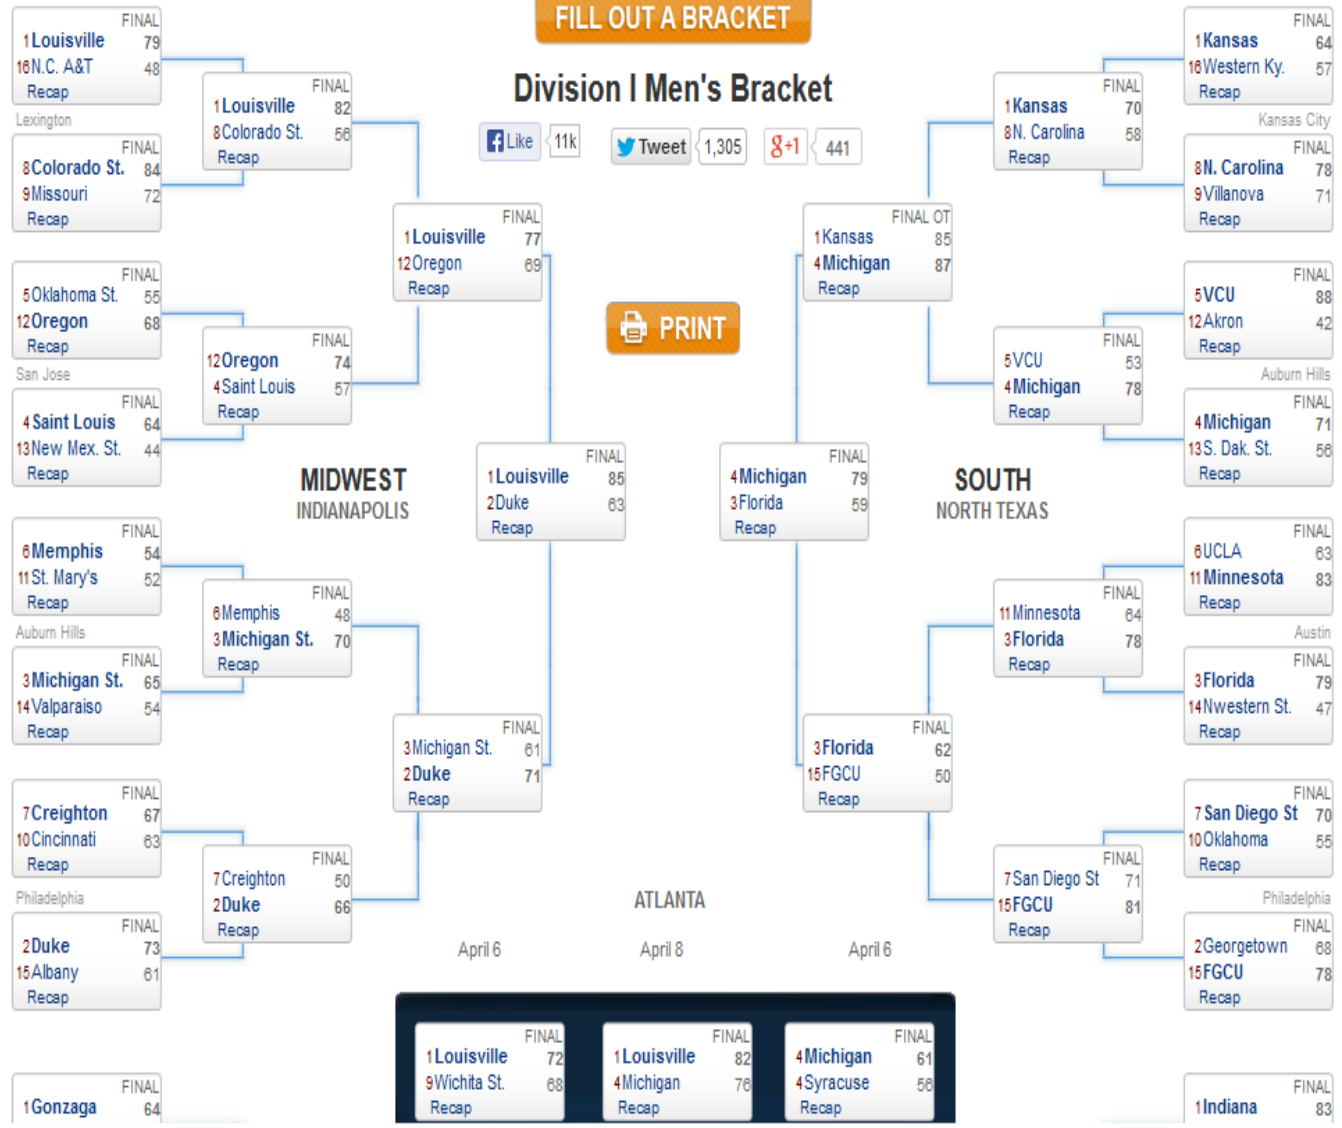 FILL OUT A BRACKET
Division I Men's Bracket
Like 11k
Tweet 1,305
g+1 441
PRINT
FINAL
1 Louisville 79
16 N.C. A&T 48
Recap
Lexington
FINAL
8 Colorado St. 84
9 Missouri 72
Recap
FINAL
5 Oklahoma St. 55
12 Oregon 68
Recap
San Jose
FINAL
4 Saint Louis 64
13 New Mex. St. 44
Recap
FINAL
6 Memphis 54
11 St. Mary's 52
Recap
Auburn Hills
FINAL
3 Michigan St. 65
14 Valparaiso 54
Recap
FINAL
7 Creighton 67
10 Cincinnati 63
Recap
Philadelphia
FINAL
2 Duke 73
15 Albany 61
Recap
FINAL
1 Gonzaga 64
FINAL
1 Louisville 82
8 Colorado St. 56
Recap
FINAL
12 Oregon 74
4 Saint Louis 57
Recap
FINAL
6 Memphis 48
3 Michigan St. 70
Recap
FINAL
7 Creighton 50
2 Duke 66
Recap
FINAL
1 Louisville 77
12 Oregon 69
Recap
FINAL
3 Michigan St. 61
2 Duke 71
Recap
MIDWEST
INDIANAPOLIS
FINAL
1 Louisville 85
2 Duke 63
Recap
FINAL
4 Michigan 79
3 Florida 59
Recap
SOUTH
NORTH TEXAS
FINAL OT
1 Kansas 85
4 Michigan 87
Recap
FINAL
3 Florida 62
15 FGCU 50
Recap
FINAL
1 Kansas 70
8 N. Carolina 58
Recap
FINAL
5 VCU 53
4 Michigan 78
Recap
FINAL
11 Minnesota 64
3 Florida 78
Recap
FINAL
7 San Diego St 71
15 FGCU 81
Recap
FINAL
1 Kansas 64
16 Western Ky. 57
Recap
Kansas City
FINAL
8 N. Carolina 78
9 Villanova 71
Recap
FINAL
5 VCU 88
12 Akron 42
Recap
Auburn Hills
FINAL
4 Michigan 71
13 S. Dak. St. 56
Recap
FINAL
6 UCLA 63
11 Minnesota 83
Recap
Austin
FINAL
3 Florida 79
14 Nwestern St. 47
Recap
FINAL
7 San Diego St 70
10 Oklahoma 55
Recap
Philadelphia
FINAL
2 Georgetown 68
15 FGCU 78
Recap
FINAL
1 Indiana 83
ATLANTA
April 6 April 8 April 6
FINAL
1 Louisville 72
9 Wichita St. 68
Recap
FINAL
1 Louisville 82
4 Michigan 76
Recap
FINAL
4 Michigan 61
4 Syracuse 56
Recap